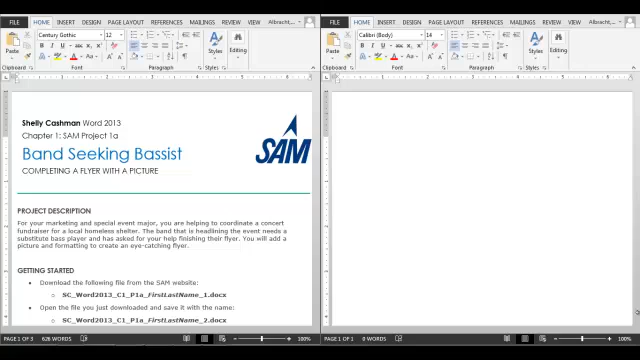 FILE HOME INSERT DESIGN PAGE LAYOUT REFERENCES MAILINGS REVIEW VIEW Albracht,...
Century Gothic 12
Paste Styles Editing
Clipboard Font Paragraph Styles
Shelly Cashman Word 2013
Chapter 1: SAM Project 1a
Band Seeking Bassist
COMPLETING A FLYER WITH A PICTURE
SAM
PROJECT DESCRIPTION
For your marketing and special event major, you are helping to coordinate a concert
fundraiser for a local homeless shelter. The band that is headlining the event needs a
substitute bass player and has asked for your help finishing their flyer. You will add a
picture and formatting to create an eye-catching flyer.
GETTING STARTED
• Download the following file from the SAM website:
o SC_Word2013_C1_P1a_FirstLastName_1.docx
• Open the file you just downloaded and save it with the name:
o SC_Word2013_C1_P1a_FirstLastName_2.docx
PAGE 1 OF 3 626 WORDS 100%
FILE HOME INSERT DESIGN PAGE LAYOUT REFERENCES MAILINGS REVIEW VIEW Albracht,...
Calibri (Body) 14
Paste Styles Editing
Clipboard Font Paragraph Styles
PAGE 1 OF 1 0 WORDS 100%